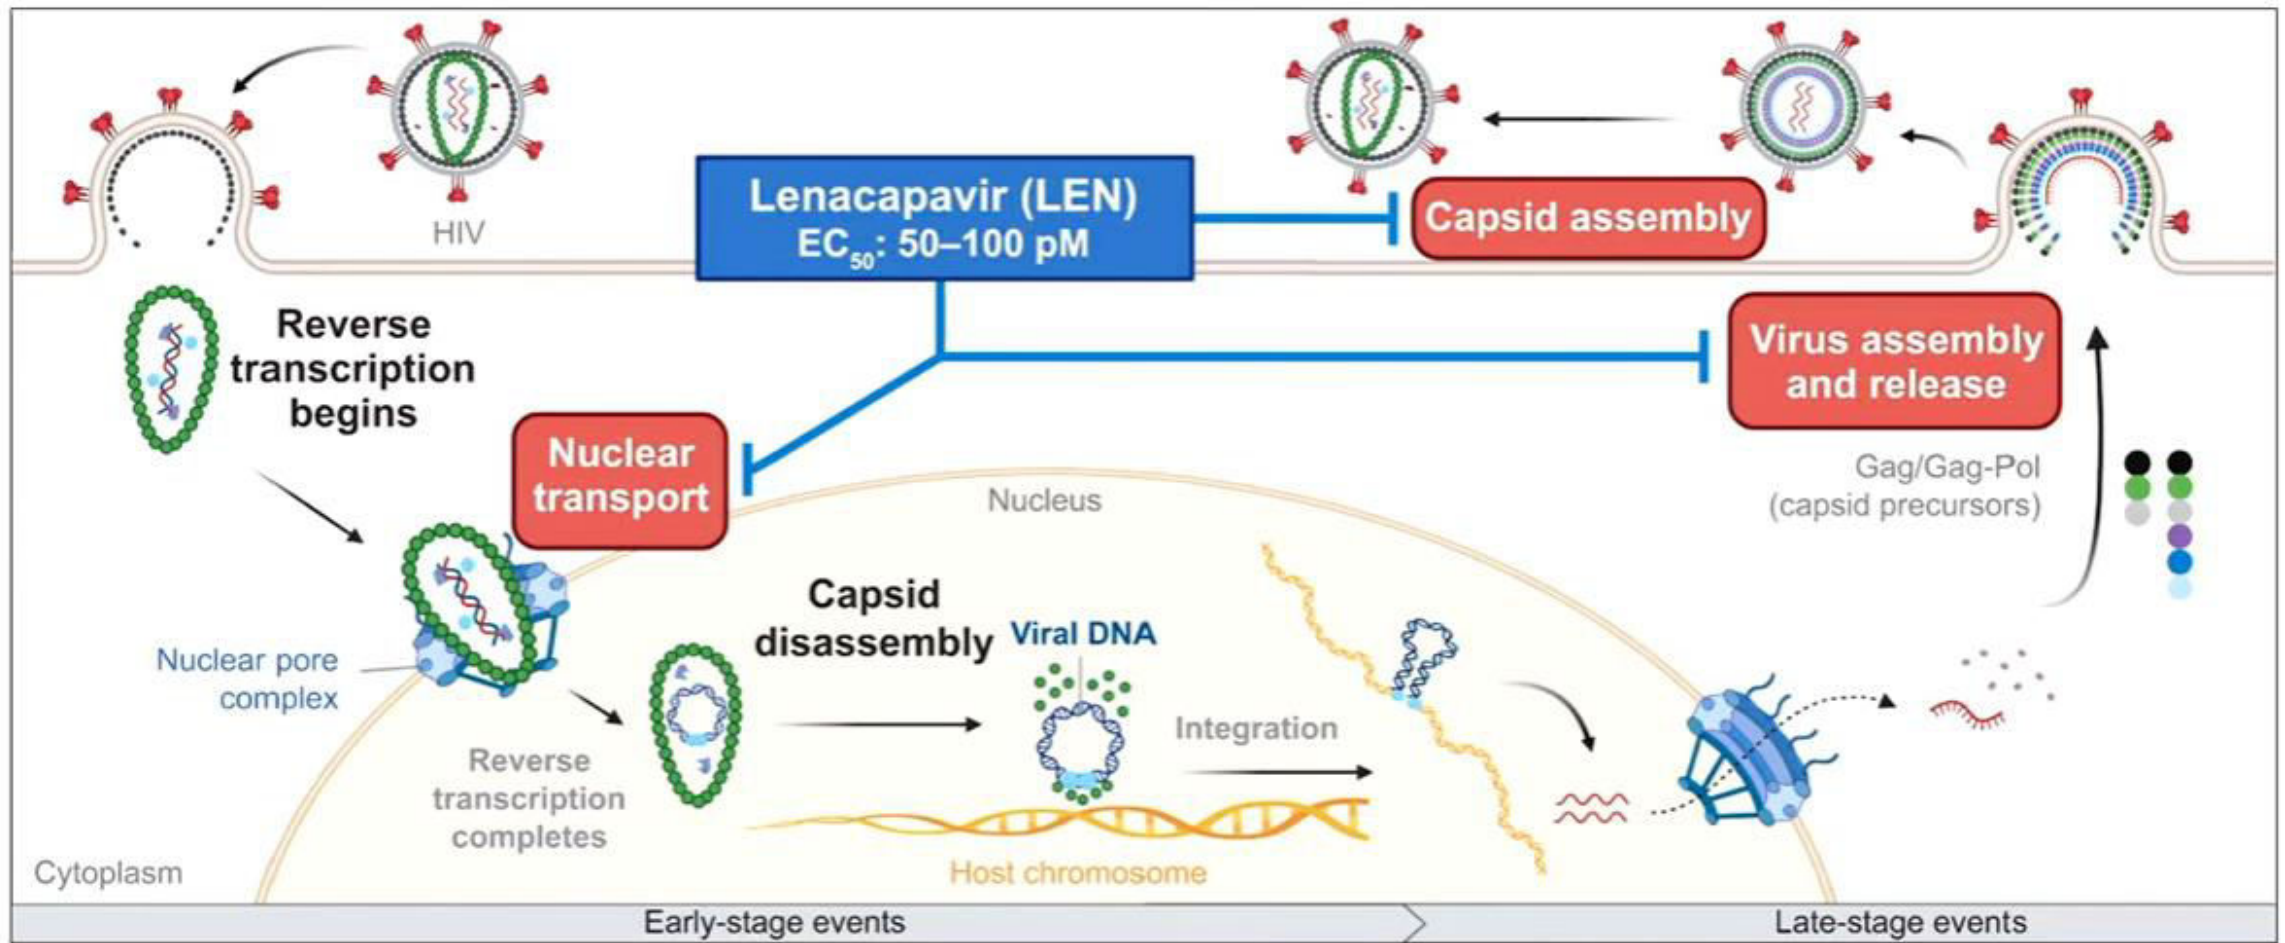 HIV
Lenacapavir (LEN)
EC50: 50–100 pM
Capsid assembly
Reverse
transcription
begins
Virus assembly
and release
Nuclear
transport
Gag/Gag-Pol
(capsid precursors)
Nucleus
Capsid
disassembly
Viral DNA
Nuclear pore
complex
Integration
Reverse
transcription
completes
Cytoplasm
Host chromosome
Early-stage events
Late-stage events